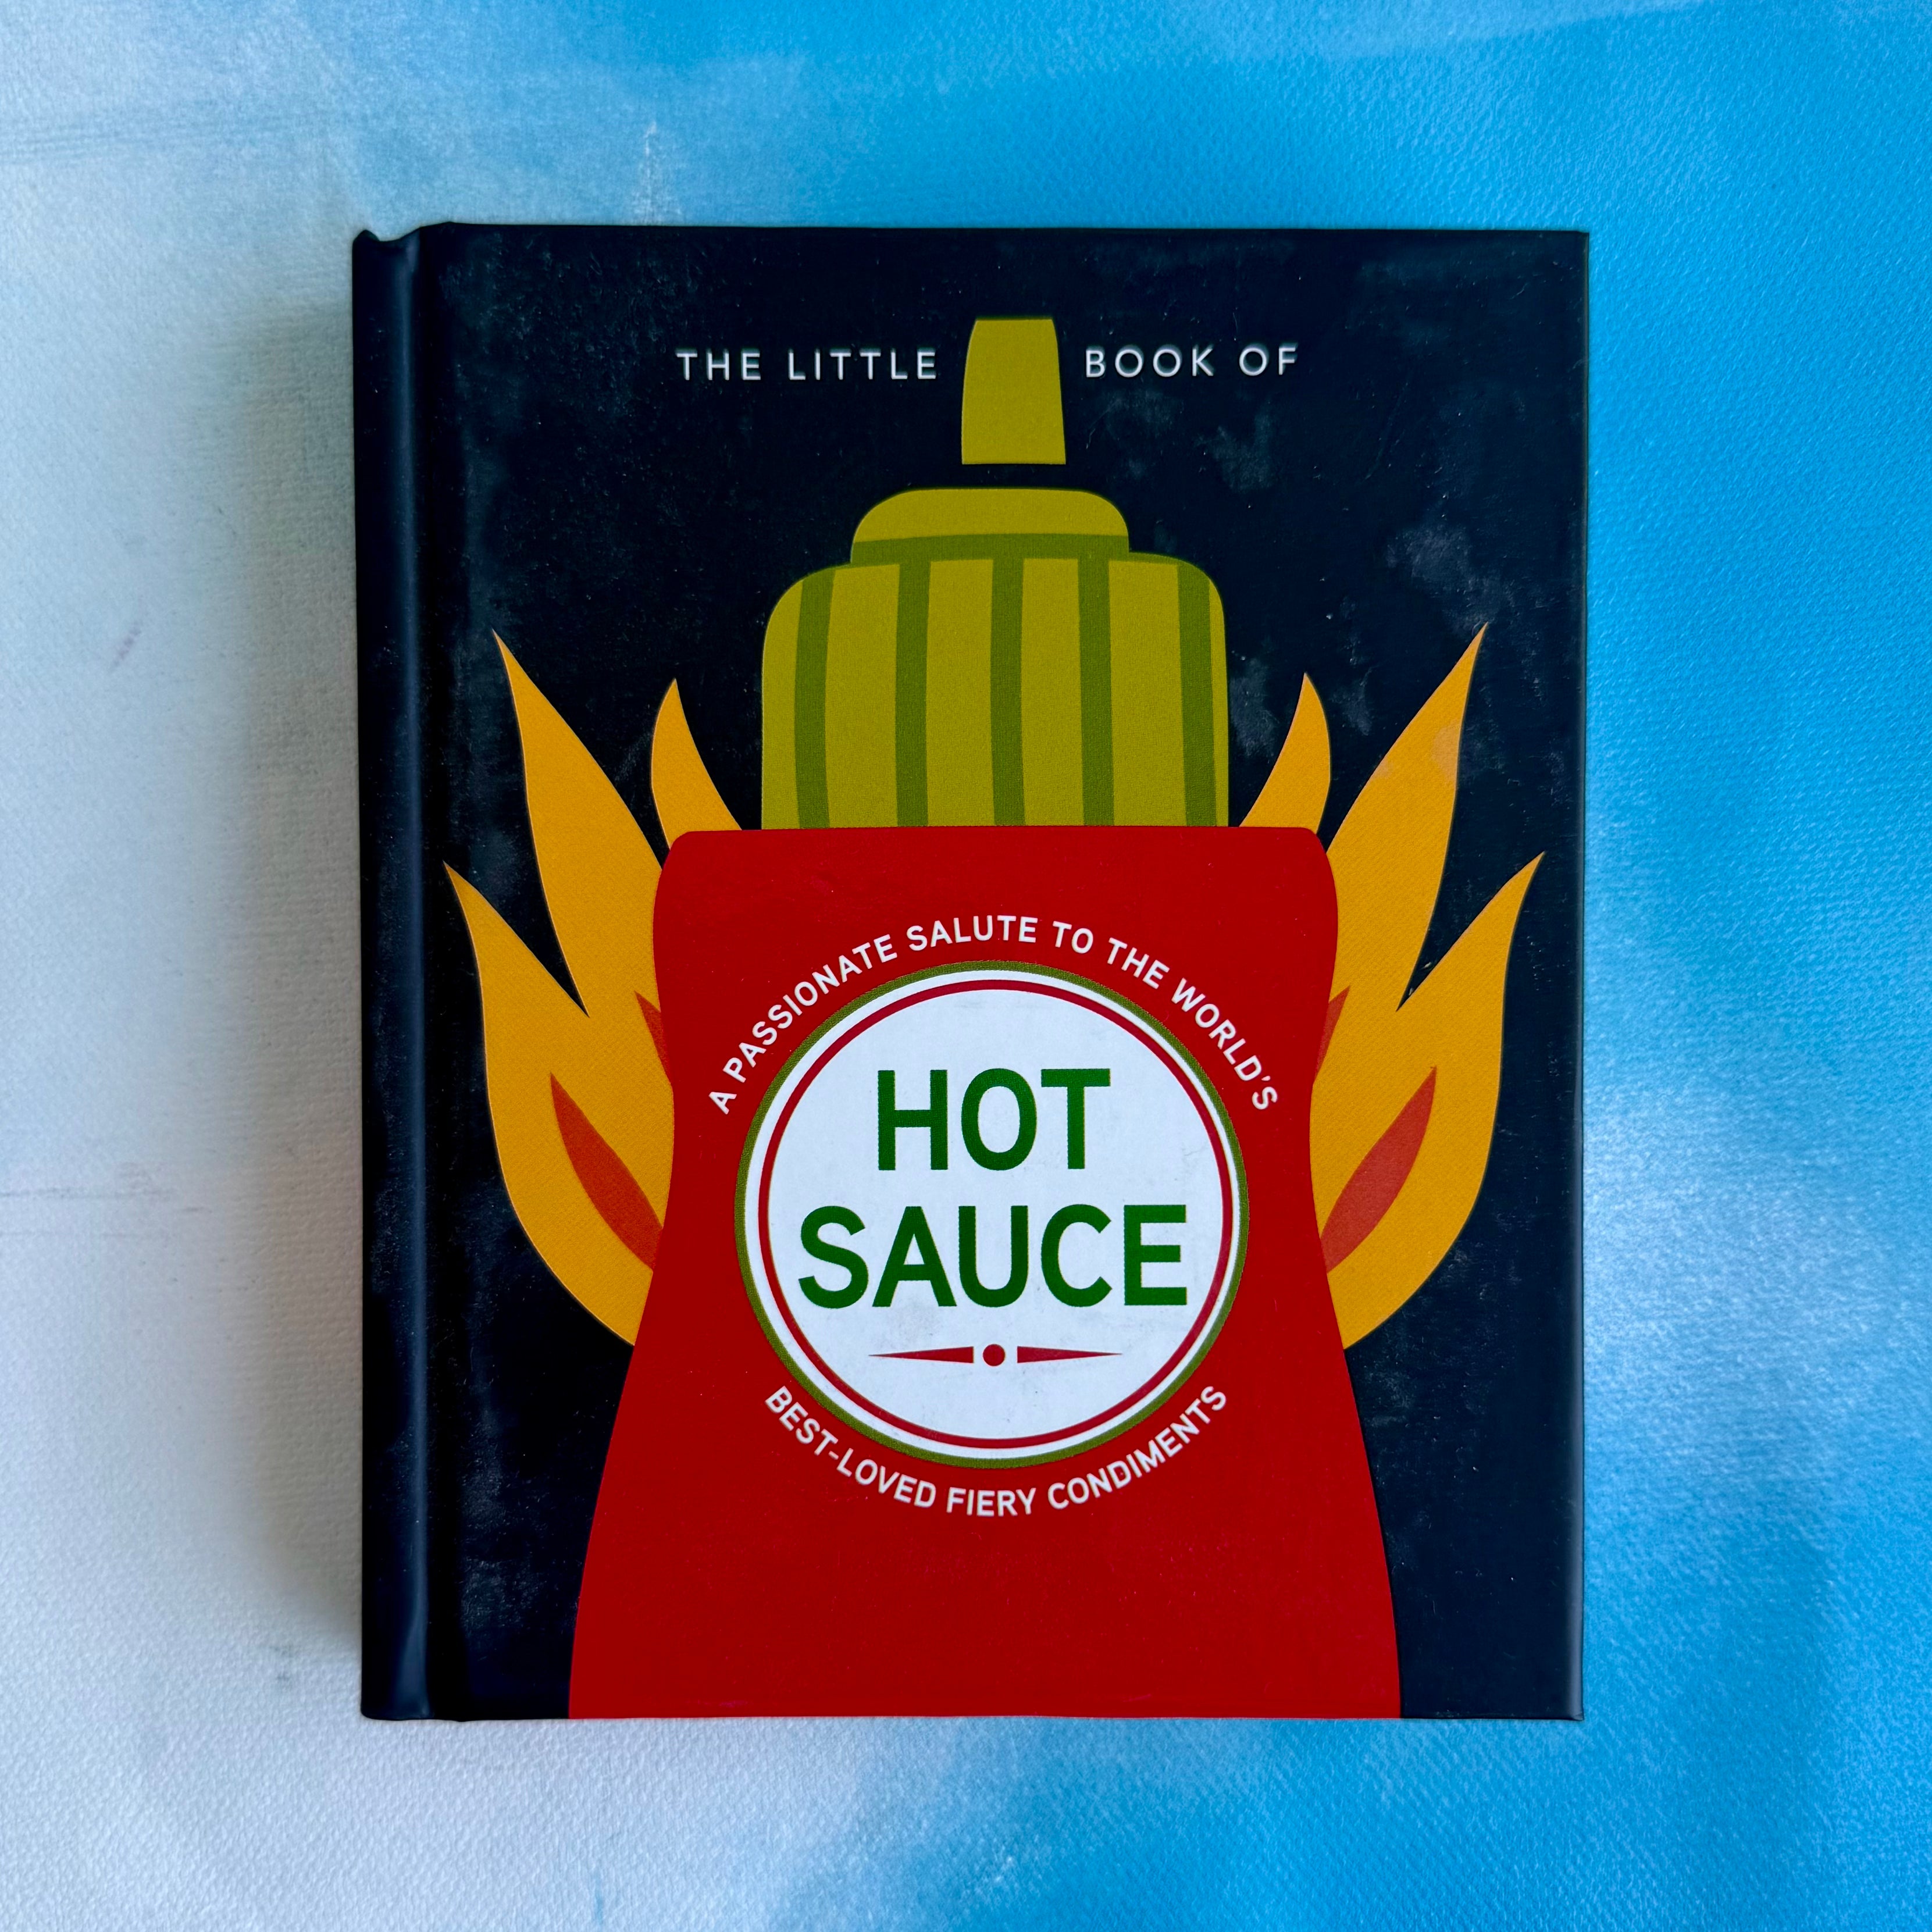 THE LITTLE BOOK OF
A PASSIONATE SALUTE TO THE WORLD'S
HOT
SAUCE
BEST-LOVED FIERY CONDIMENTS